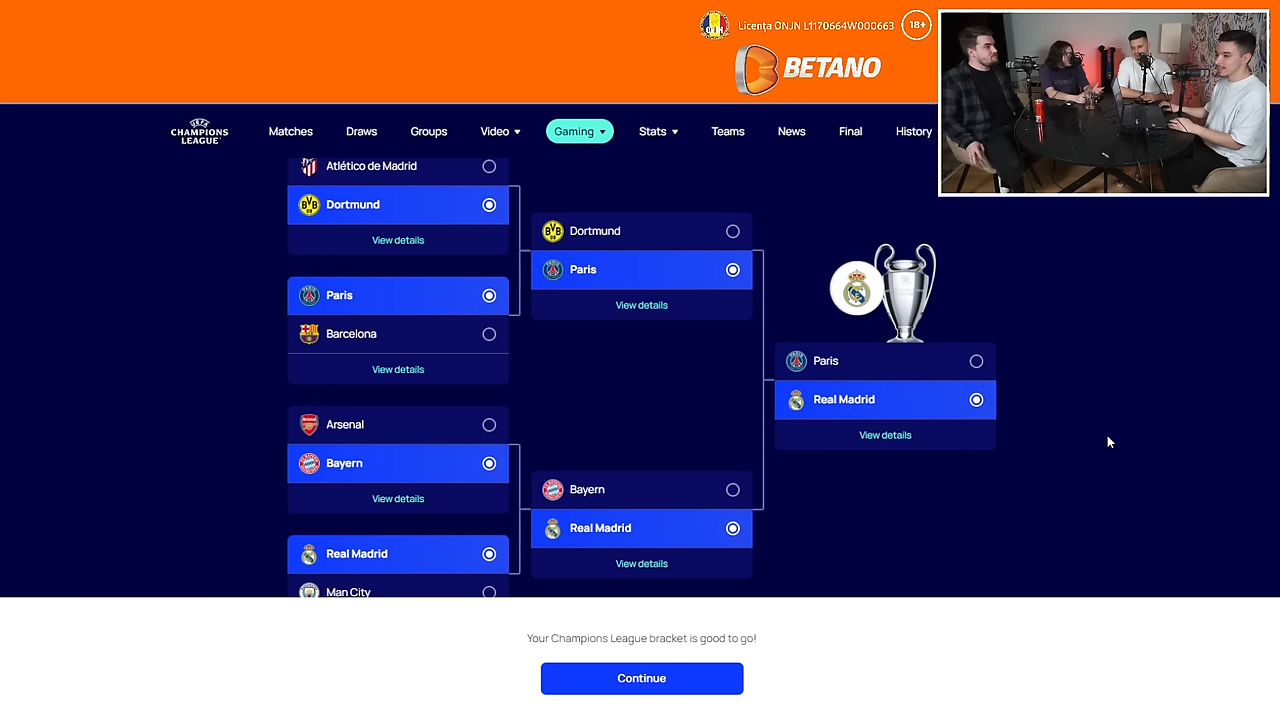 Licența ONJN L1170664W000663
18+
BETANO
UEFA
CHAMPIONS
LEAGUE
Matches Draws Groups Video Gaming Stats Teams News Final History
Atlético de Madrid
Dortmund
View details
Paris
Barcelona
View details
Arsenal
Bayern
View details
Real Madrid
Man City
Dortmund
Paris
View details
Bayern
Real Madrid
View details
Paris
Real Madrid
View details
Your Champions League bracket is good to go!
Continue